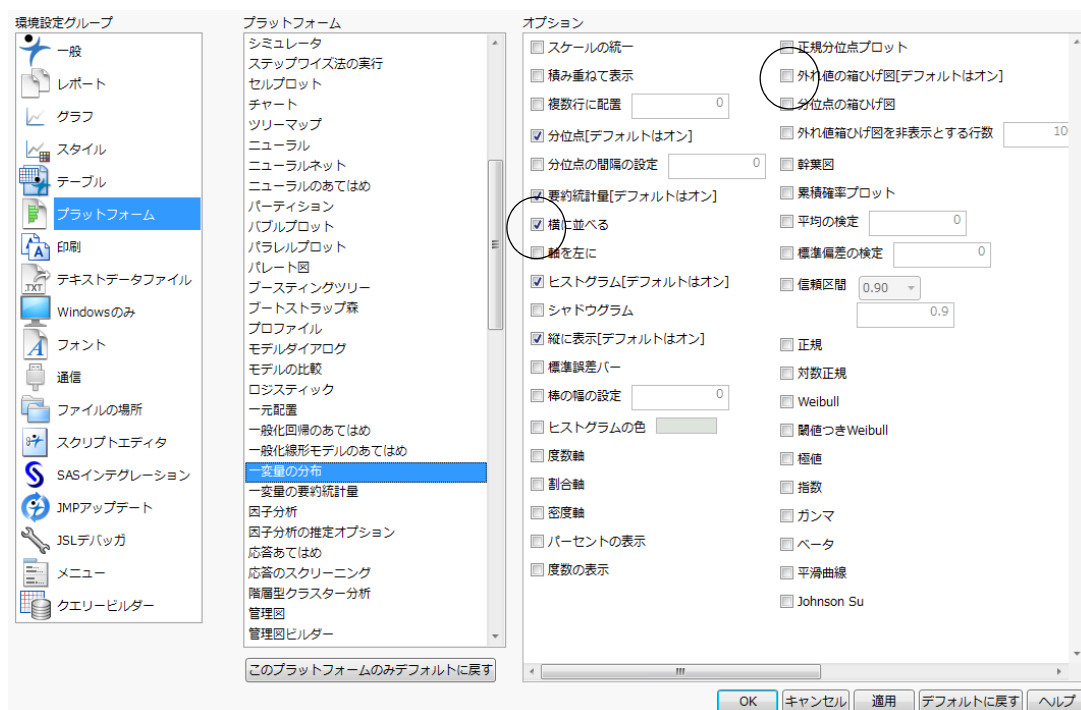 環境設定グループ
一般
レポート
グラフ
スタイル
テーブル
プラットフォーム
印刷
テキストデータファイル
Windowsのみ
フォント
通信
ファイルの場所
スクリプトエディタ
SASインテグレーション
JMPアップデート
JSLデバッガ
メニュー
クエリービルダー
プラットフォーム
シミュレータ
ステップワイズ法の実行
セルプロット
チャート
ツリーマップ
ニューラル
ニューラルネット
ニューラルのあてはめ
パーティション
バブルプロット
パラレルプロット
パレート図
ブースティングツリー
ブートストラップ森
プロファイル
モデルダイアログ
モデルの比較
ロジスティック
一元配置
一般化回帰のあてはめ
一般化線形モデルのあてはめ
一変量の分布
一変量の要約統計量
因子分析
因子分析の推定オプション
応答あてはめ
応答のスクリーニング
階層型クラスター分析
管理図
管理図ビルダー
このプラットフォームのみデフォルトに戻す
オプション
スケールの統一
積み重ねて表示
複数行に配置 0
分位点[デフォルトはオン]
分位点の間隔の設定 0
要約統計量[デフォルトはオン]
横に並べる
軸を左に
ヒストグラム[デフォルトはオン]
シャドウグラム
縦に表示[デフォルトはオン]
標準誤差バー
棒の幅の設定 0
ヒストグラムの色
度数軸
割合軸
密度軸
パーセントの表示
度数の表示
正規分位点プロット
外れ値の箱ひげ図[デフォルトはオン]
分位点の箱ひげ図
外れ値箱ひげ図を非表示とする行数 10
幹葉図
累積確率プロット
平均の検定 0
標準偏差の検定 0
信頼区間 0.90
0.9
正規
対数正規
Weibull
閾値つきWeibull
極値
指数
ガンマ
ベータ
平滑曲線
Johnson Su
OK キャンセル 適用 デフォルトに戻す ヘルプ